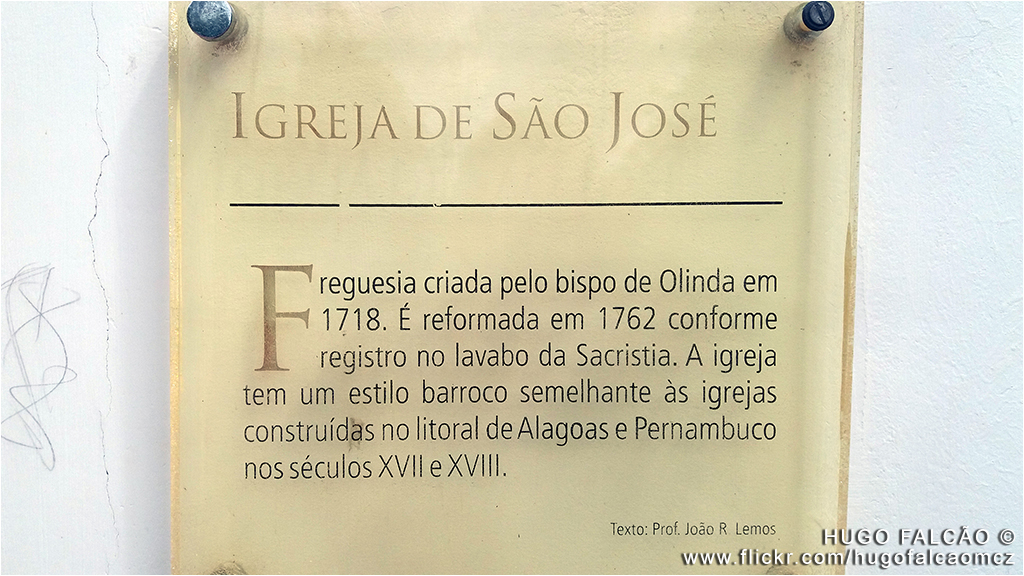 IGREJA DE SÃO JOSÉ
Freguesia criada pelo bispo de Olinda em
1718. É reformada em 1762 conforme
registro no lavabo da Sacristia. A igreja
tem um estilo barroco semelhante às igrejas
construídas no litoral de Alagoas e Pernambuco
nos séculos XVII e XVIII.
Texto: Prof. João R. Lemos
HUGO FALCÃO ©
www.flickr.com/hugofalcaomcz